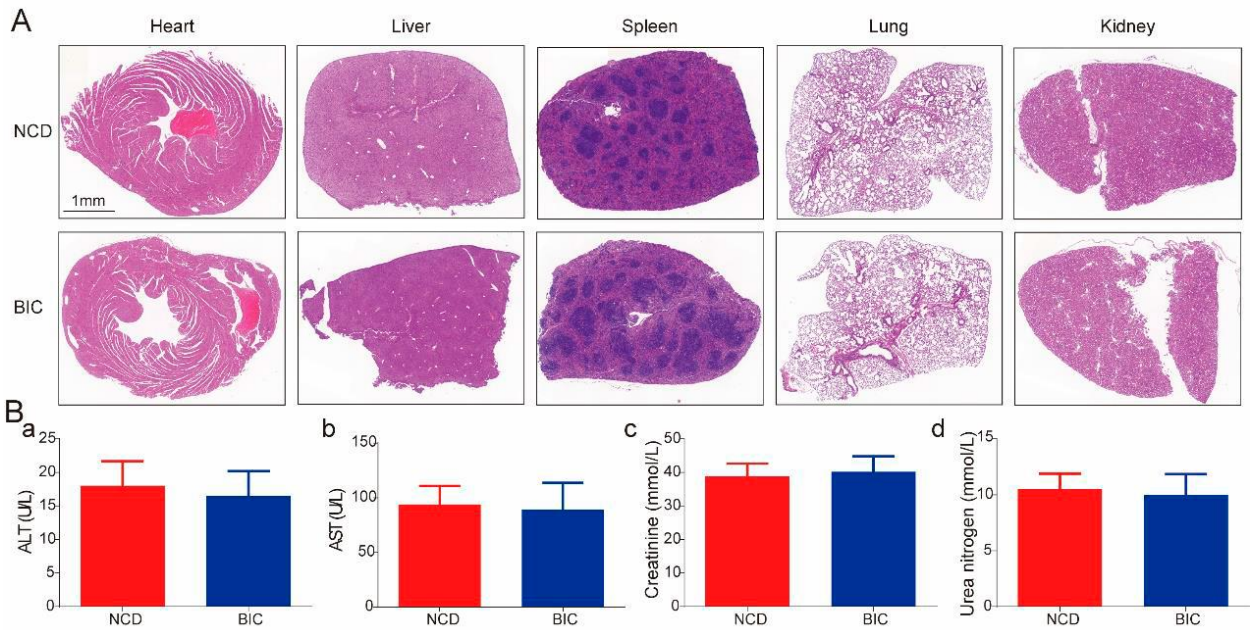 A
Heart Liver Spleen Lung Kidney
NCD
1mm
BIC
B
a b c d
ALT (U/L)
25
20
15
10
5
0
NCD BIC
AST (U/L)
150
100
50
0
NCD BIC
Creatinine (mmol/L)
50
40
30
20
10
0
NCD BIC
Urea nitrogen (mmol/L)
15
10
5
0
NCD BIC